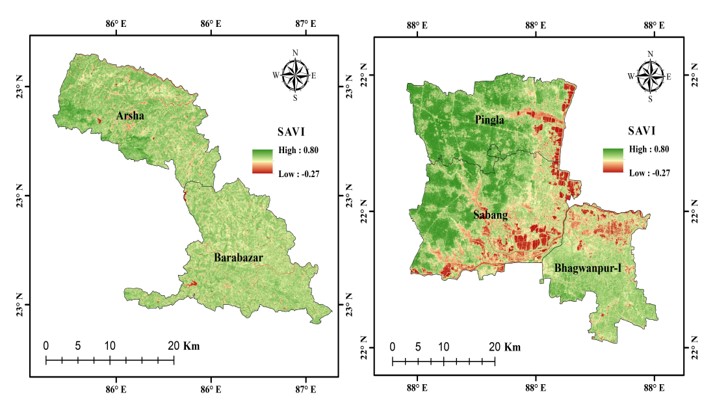 86° E 86° E 87° E
88° E 88° E
N
W E
S
N
W E
S
23° N
23° N
22° N
22° N
Arsha
Pingla
SAVI
High : 0.80
Low : -0.27
SAVI
High : 0.80
Low : -0.27
23° N
23° N
22° N
22° N
Sabang
Barabazar
Bhagwanpur-I
23° N
23° N
22° N
22° N
0 5 10 20 Km
0 5 10 20 Km
86° E 86° E 87° E
88° E 88° E